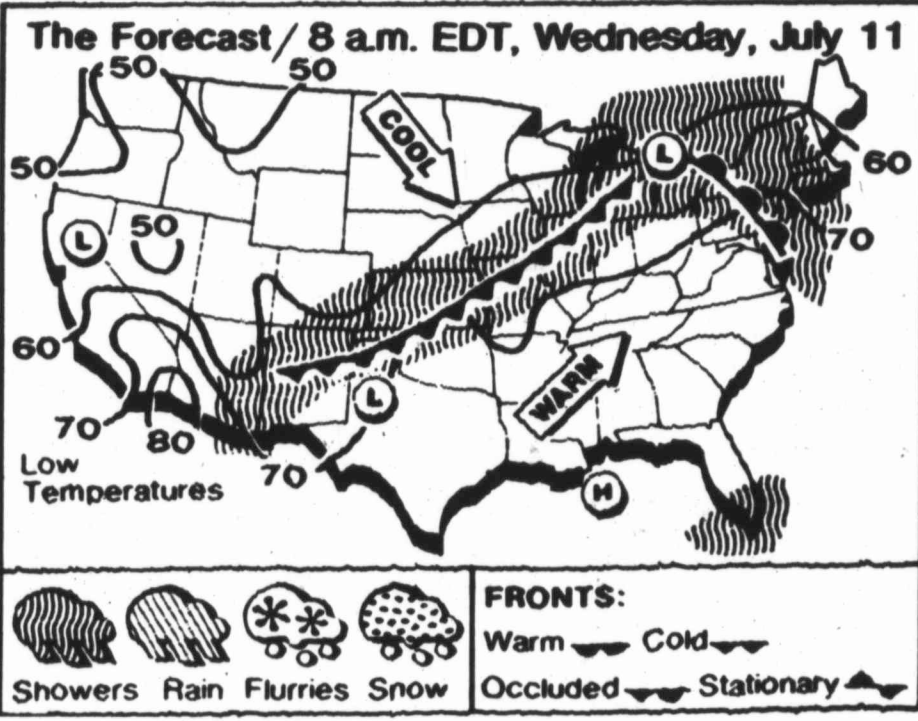 The Forecast/ 8 a.m. EDT, Wednesday, July 11
50
50
50
COOL
L
60
L
50
70
60
L
WARM
70
80
70
H
Low
Temperatures
Showers Rain Flurries Snow
FRONTS:
Warm Cold
Occluded Stationary